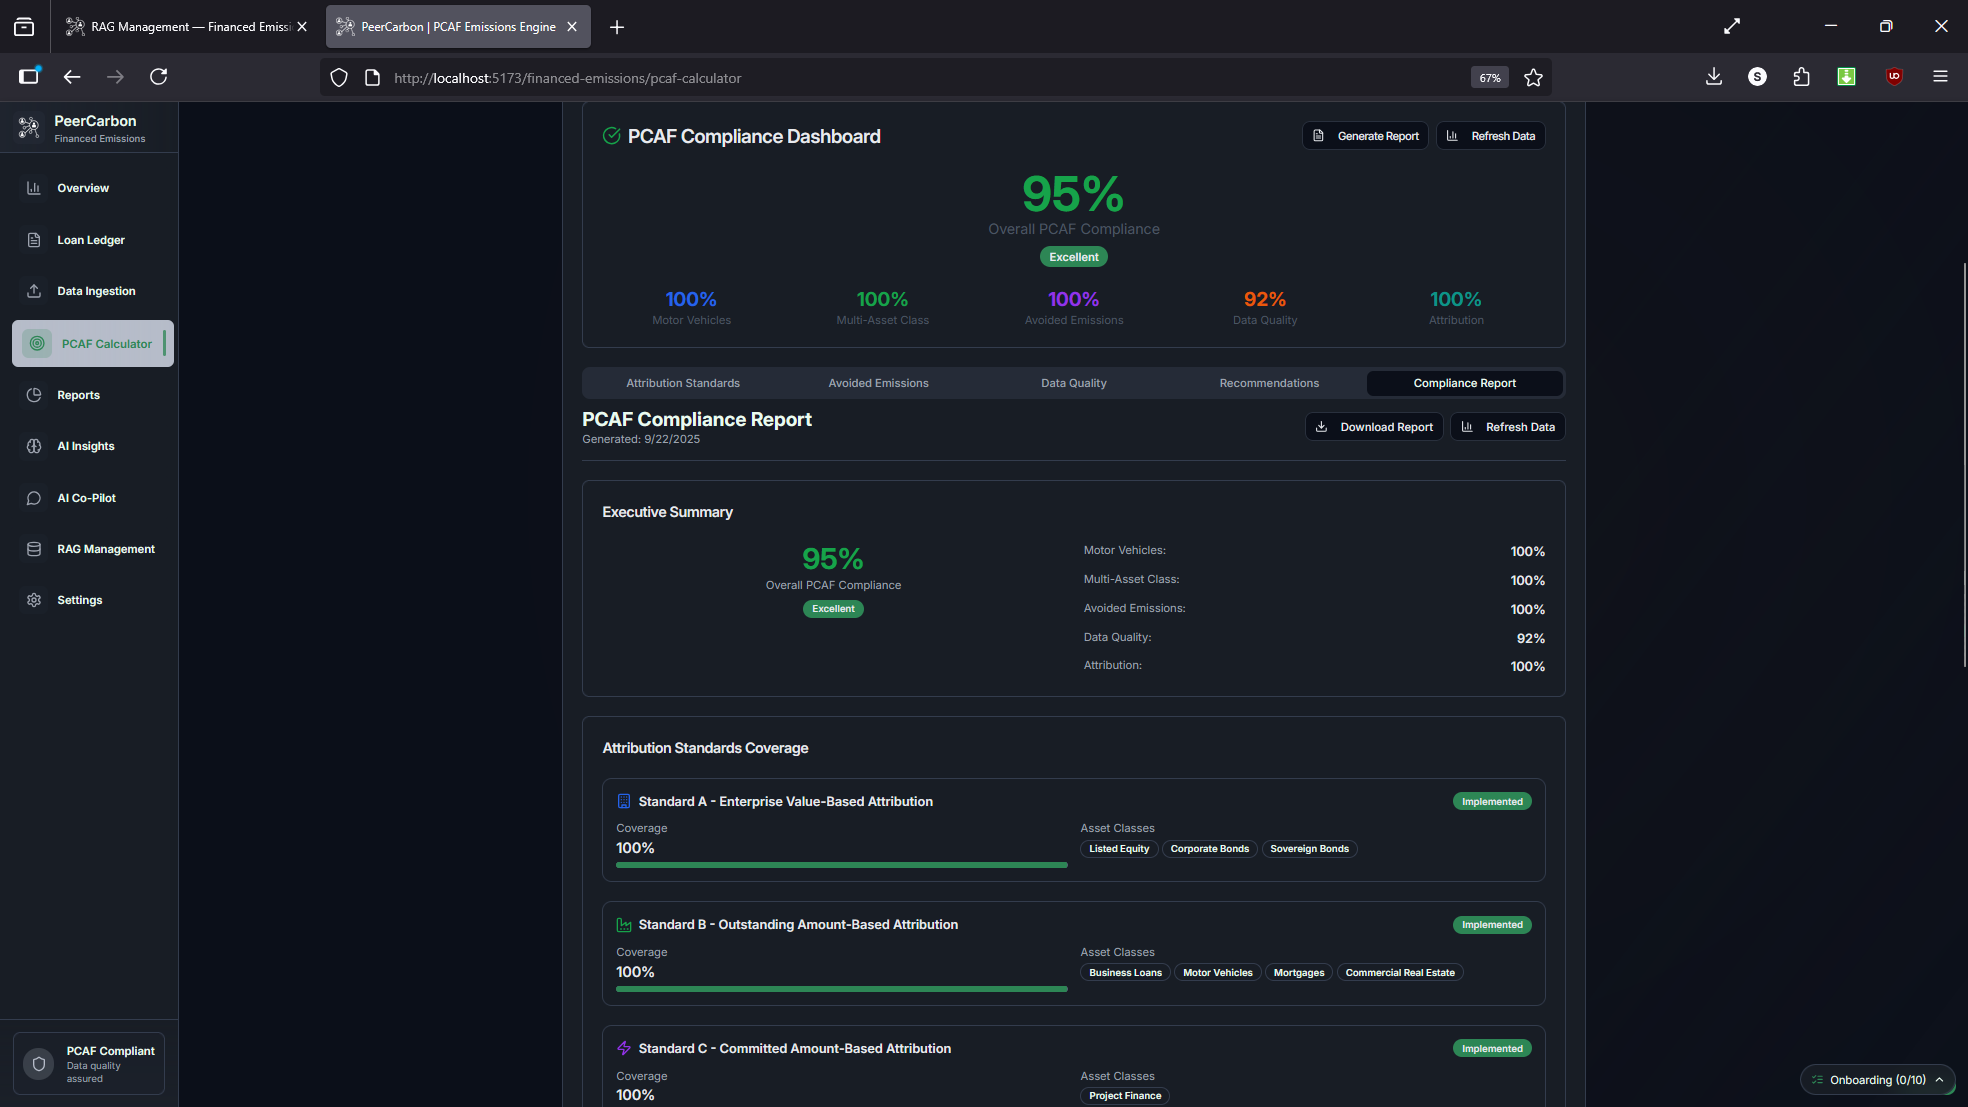 RAG Management — Financed Emissi
PeerCarbon | PCAF Emissions Engine
http://localhost:5173/financed-emissions/pcaf-calculator
67%
S
PeerCarbon
Financed Emissions
Overview
Loan Ledger
Data Ingestion
PCAF Calculator
Reports
AI Insights
AI Co-Pilot
RAG Management
Settings
PCAF Compliant
Data quality
assured
PCAF Compliance Dashboard
Generate Report
Refresh Data
95%
Overall PCAF Compliance
Excellent
100% 100% 100% 92% 100%
Motor Vehicles Multi-Asset Class Avoided Emissions Data Quality Attribution
Attribution Standards Avoided Emissions Data Quality Recommendations Compliance Report
PCAF Compliance Report
Generated: 9/22/2025
Download Report
Refresh Data
Executive Summary
95%
Overall PCAF Compliance
Excellent
Motor Vehicles: 100%
Multi-Asset Class: 100%
Avoided Emissions: 100%
Data Quality: 92%
Attribution: 100%
Attribution Standards Coverage
Standard A - Enterprise Value-Based Attribution Implemented
Coverage
100%
Asset Classes
Listed Equity Corporate Bonds Sovereign Bonds
Standard B - Outstanding Amount-Based Attribution Implemented
Coverage
100%
Asset Classes
Business Loans Motor Vehicles Mortgages Commercial Real Estate
Standard C - Committed Amount-Based Attribution Implemented
Coverage
100%
Asset Classes
Project Finance
Onboarding (0/10)